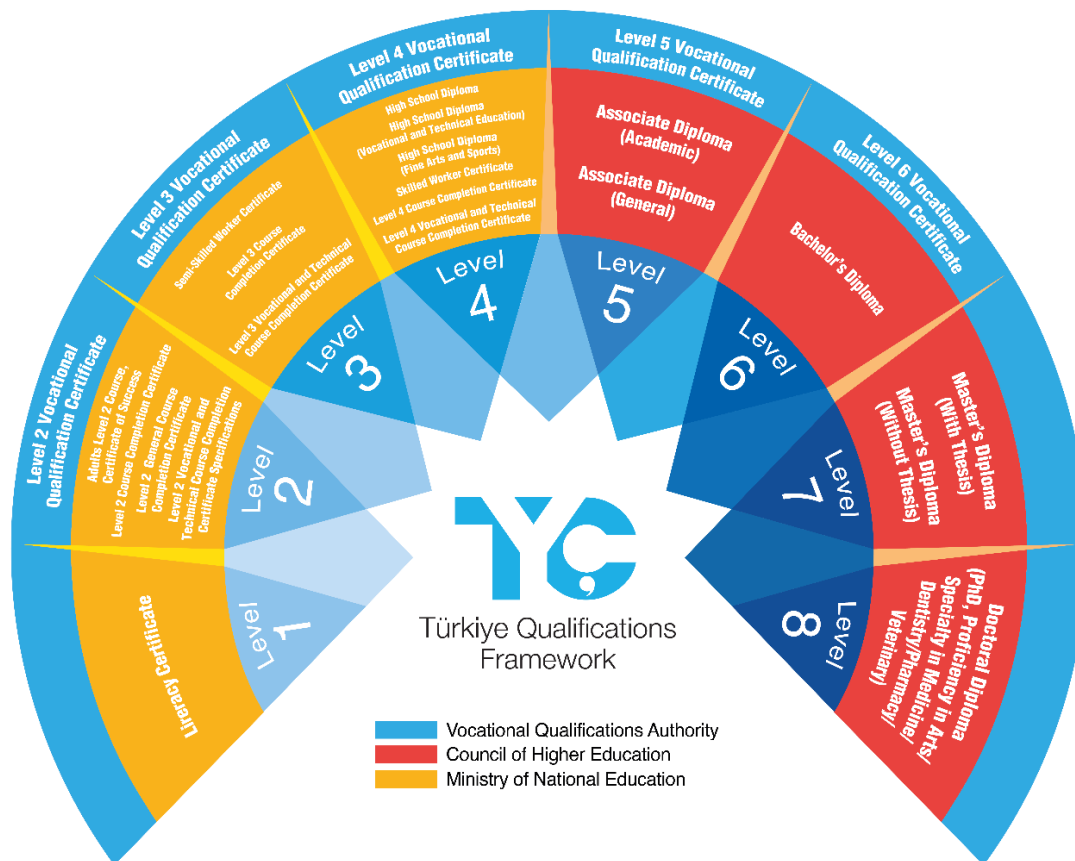 Level 2 Vocational
Qualification Certificate
Level 3 Vocational
Qualification Certificate
Level 4 Vocational
Qualification Certificate
Level 5 Vocational
Qualification Certificate
Level 6 Vocational
Qualification Certificate
Literacy Certificate
Level
1
Adults Level 2 Course,
Certificate of Success
Level 2 Course Completion Certificate
Level 2 General Course
Completion Certificate
Level 2 Vocational and
Technical Course Completion
Certificate Specifications
Level
2
Semi-Skilled Worker Certificate
Level 3 Course
Completion Certificate
Level 3 Vocational and Technical
Course Completion Certificate
Level
3
High School Diploma
High School Diploma
(Vocational and Technical Education)
High School Diploma
(Fine Arts and Sports)
Skilled Worker Certificate
Level 4 Course Completion Certificate
Level 4 Vocational and Technical
Course Completion Certificate
Level
4
Associate Diploma
(Academic)
Associate Diploma
(General)
Level
5
Bachelor's Diploma
Level
6
Master's Diploma
(With Thesis)
Master's Diploma
(Without Thesis)
Level
7
Doctoral Diploma
(PhD, Proficiency in Arts/
Specialty in Medicine/
Dentistry/Pharmacy/
Veterinary)
Level
8
TYÇ
Türkiye Qualifications
Framework
Vocational Qualifications Authority
Council of Higher Education
Ministry of National Education